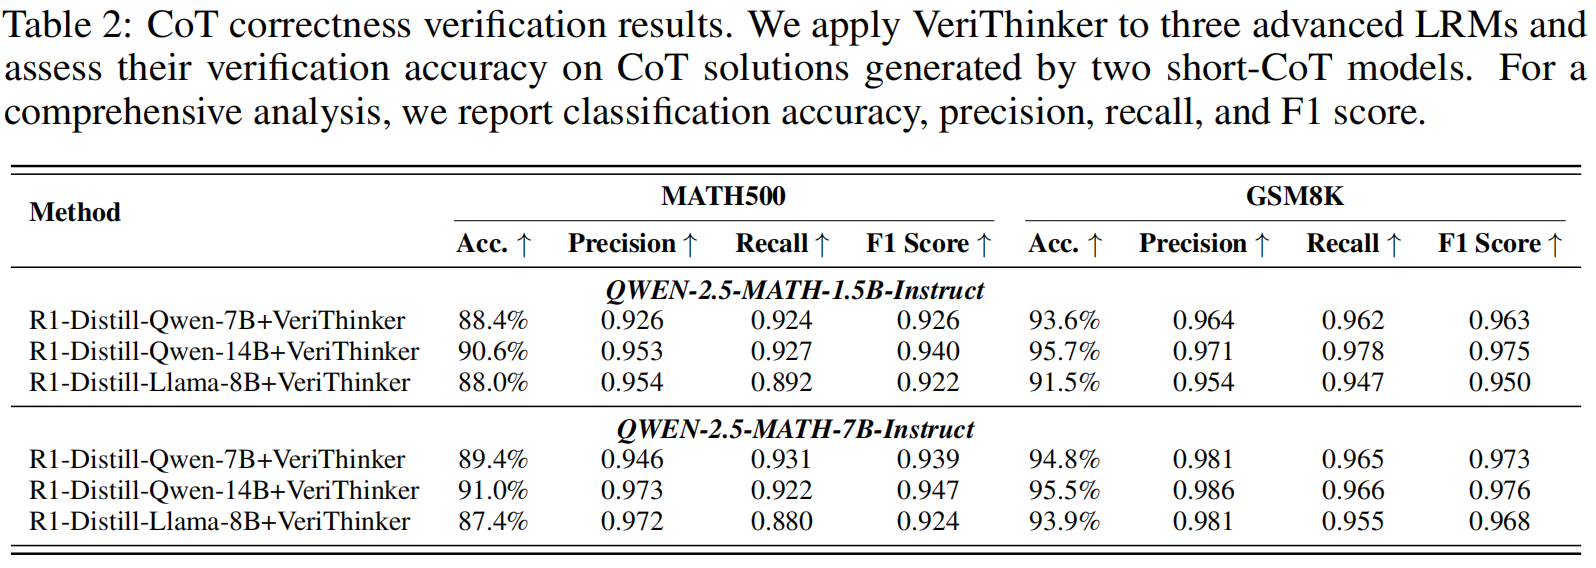 Table 2: CoT correctness verification results. We apply VeriThinker to three advanced LRMs and
assess their verification accuracy on CoT solutions generated by two short-CoT models. For a
comprehensive analysis, we report classification accuracy, precision, recall, and F1 score.
Method MATH500 GSM8K
Acc. ↑ Precision ↑ Recall ↑ F1 Score ↑ Acc. ↑ Precision ↑ Recall ↑ F1 Score ↑
QWEN-2.5-MATH-1.5B-Instruct
R1-Distill-Qwen-7B+VeriThinker 88.4% 0.926 0.924 0.926 93.6% 0.964 0.962 0.963
R1-Distill-Qwen-14B+VeriThinker 90.6% 0.953 0.927 0.940 95.7% 0.971 0.978 0.975
R1-Distill-Llama-8B+VeriThinker 88.0% 0.954 0.892 0.922 91.5% 0.954 0.947 0.950
QWEN-2.5-MATH-7B-Instruct
R1-Distill-Qwen-7B+VeriThinker 89.4% 0.946 0.931 0.939 94.8% 0.981 0.965 0.973
R1-Distill-Qwen-14B+VeriThinker 91.0% 0.973 0.922 0.947 95.5% 0.986 0.966 0.976
R1-Distill-Llama-8B+VeriThinker 87.4% 0.972 0.880 0.924 93.9% 0.981 0.955 0.968